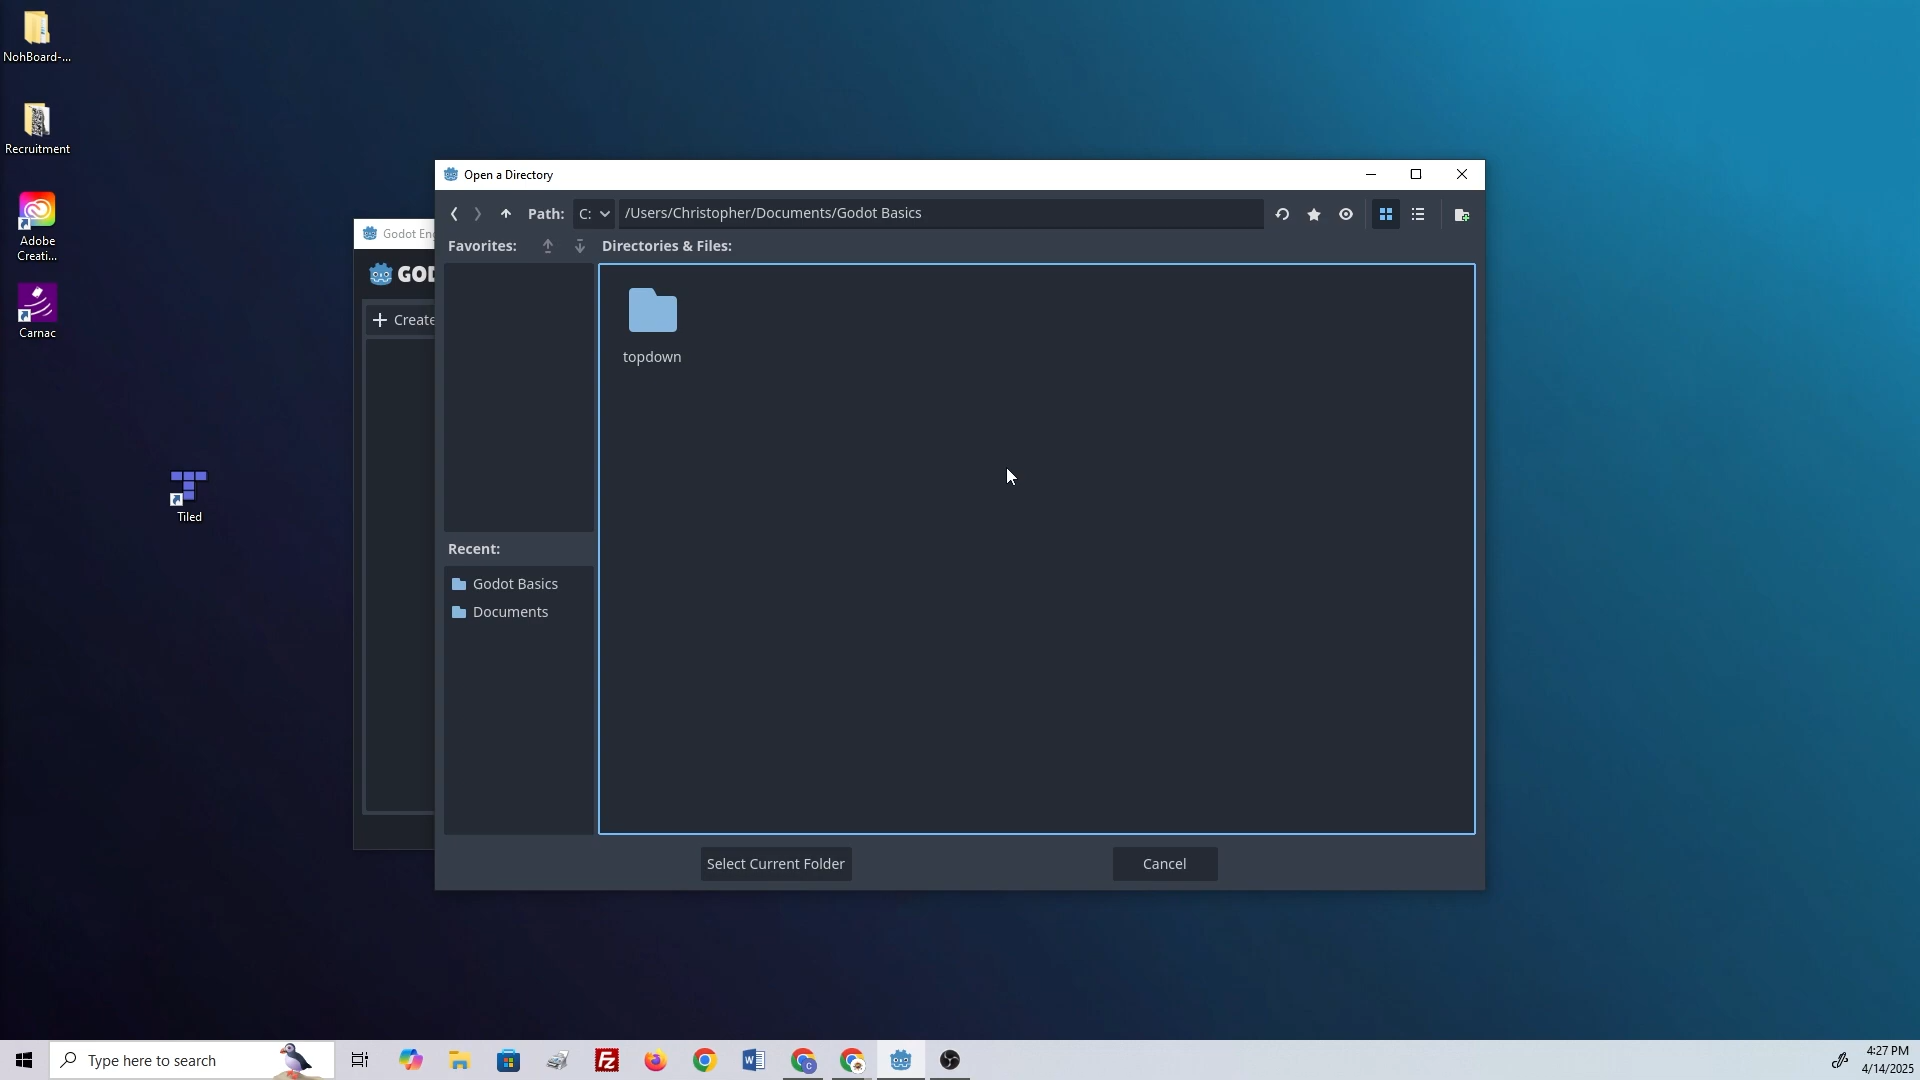 NohBoard-...
Recruitment
Adobe
Creati...
Carnac
Tiled
Godot En
GOD
Create
Open a Directory
Path: C: /Users/Christopher/Documents/Godot Basics
Favorites:
Directories & Files:
topdown
Recent:
Godot Basics
Documents
Select Current Folder
Cancel
Type here to search
4:27 PM
4/14/2025